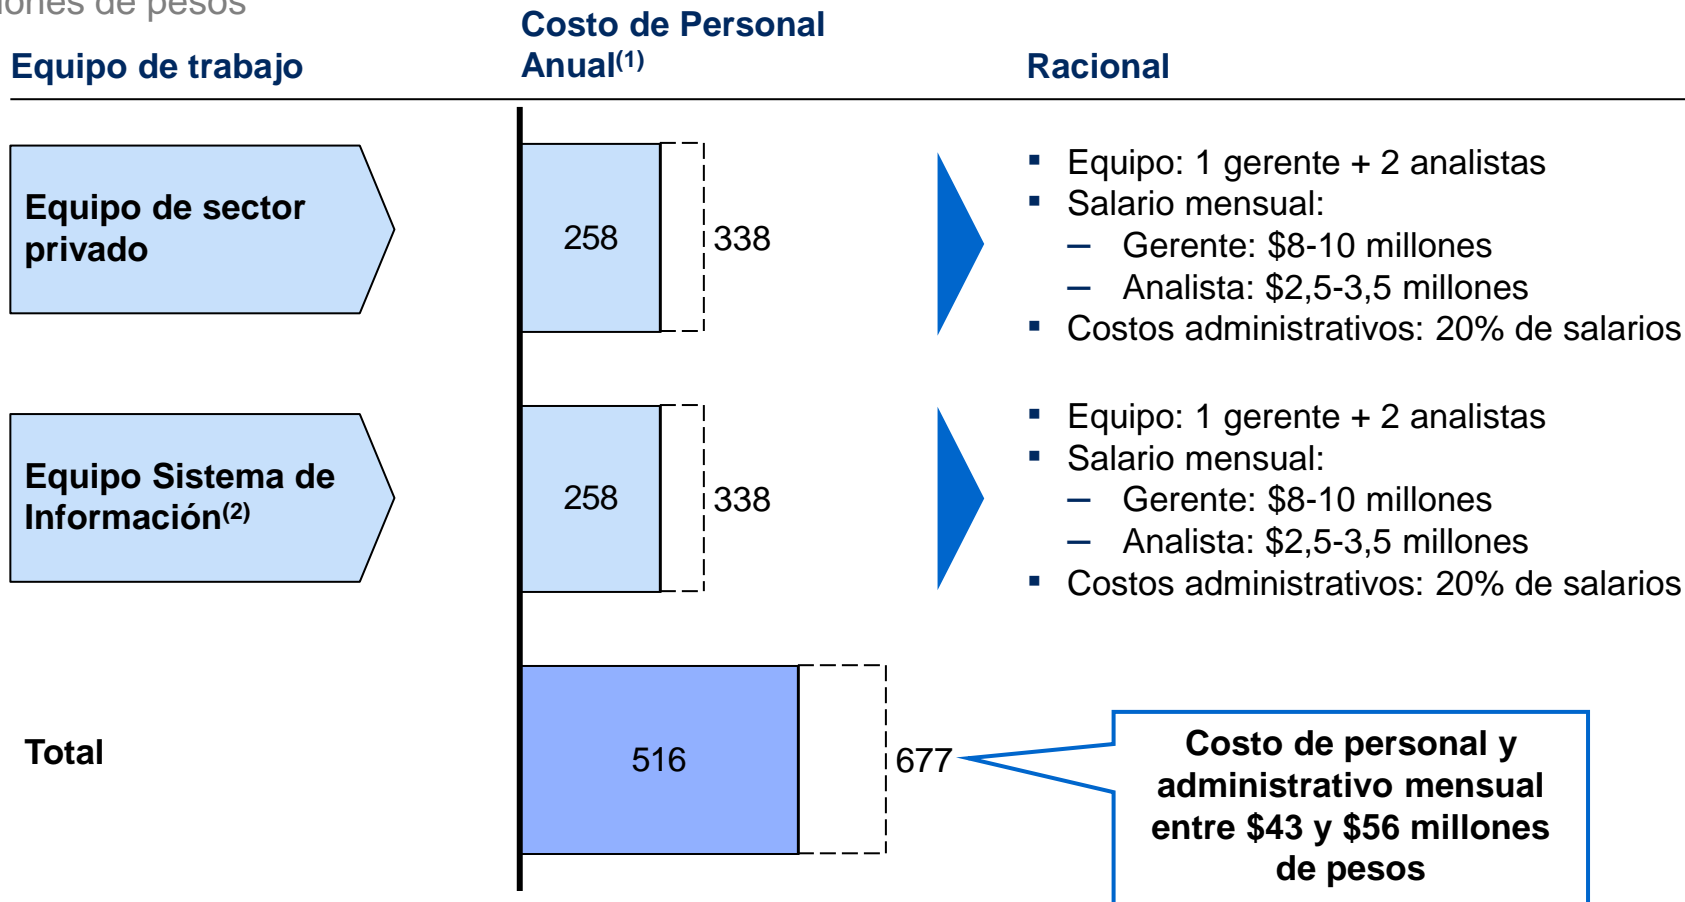 de pesos
Costo de Personal
Equipo de trabajo
Anual(1)
Racional
Equipo de sector
privado
258
338
▪ Equipo: 1 gerente + 2 analistas
▪ Salario mensual:
– Gerente: $8-10 millones
– Analista: $2,5-3,5 millones
▪ Costos administrativos: 20% de salarios
Equipo Sistema de
Información(2)
258
338
▪ Equipo: 1 gerente + 2 analistas
▪ Salario mensual:
– Gerente: $8-10 millones
– Analista: $2,5-3,5 millones
▪ Costos administrativos: 20% de salarios
Total
516
677
Costo de personal y
administrativo mensual
entre $43 y $56 millones
de pesos